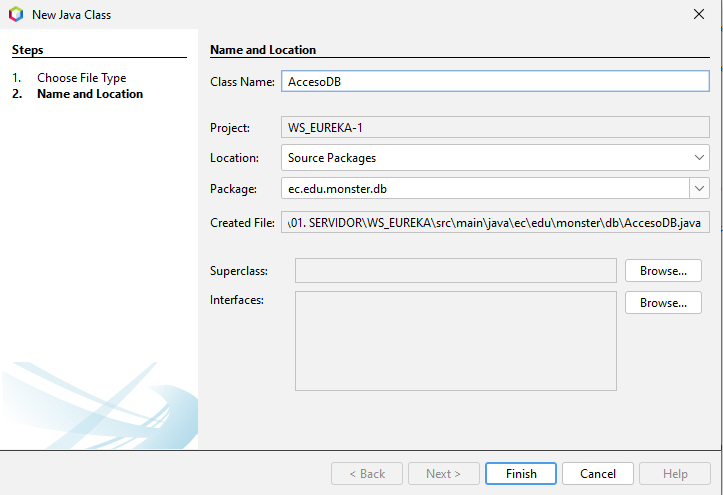 New Java Class
Steps
1. Choose File Type
2. Name and Location
Name and Location
Class Name: AccesoDB
Project: WS_EUREKA-1
Location: Source Packages
Package: ec.edu.monster.db
Created File: \01. SERVIDOR\WS_EUREKA\src\main\java\ec\edu\monster\db\AccesoDB.java
Superclass: Browse...
Interfaces: Browse...
< Back Next > Finish Cancel Help